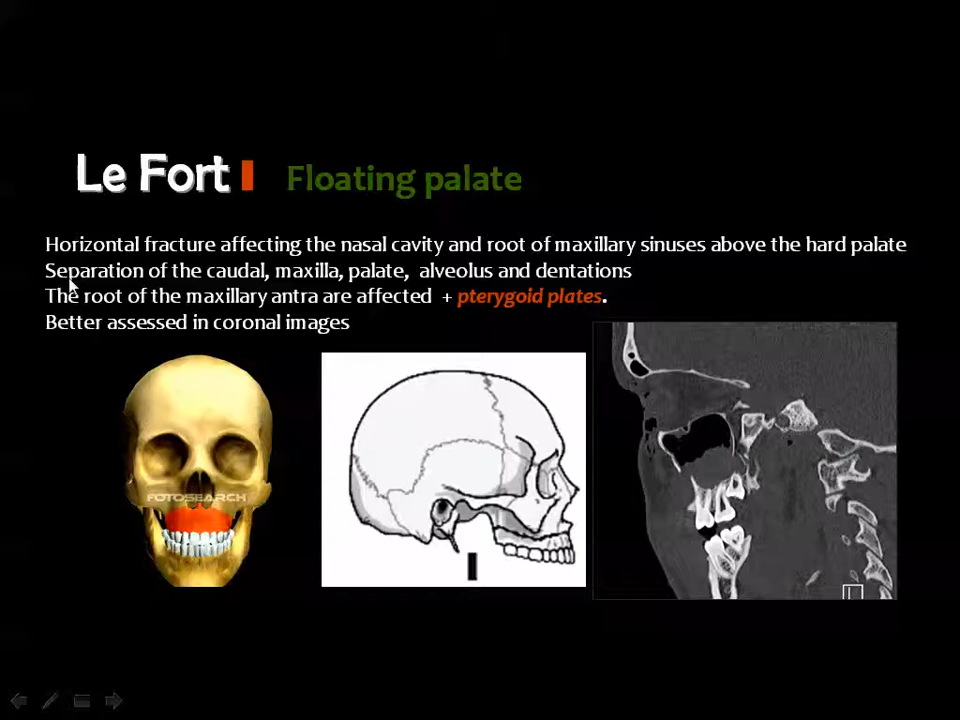 Le Fort I Floating palate
Horizontal fracture affecting the nasal cavity and root of maxillary sinuses above the hard palate
Separation of the caudal, maxilla, palate, alveolus and dentations
The root of the maxillary antra are affected + pterygoid plates.
Better assessed in coronal images
FOTOSEARCH
I
L